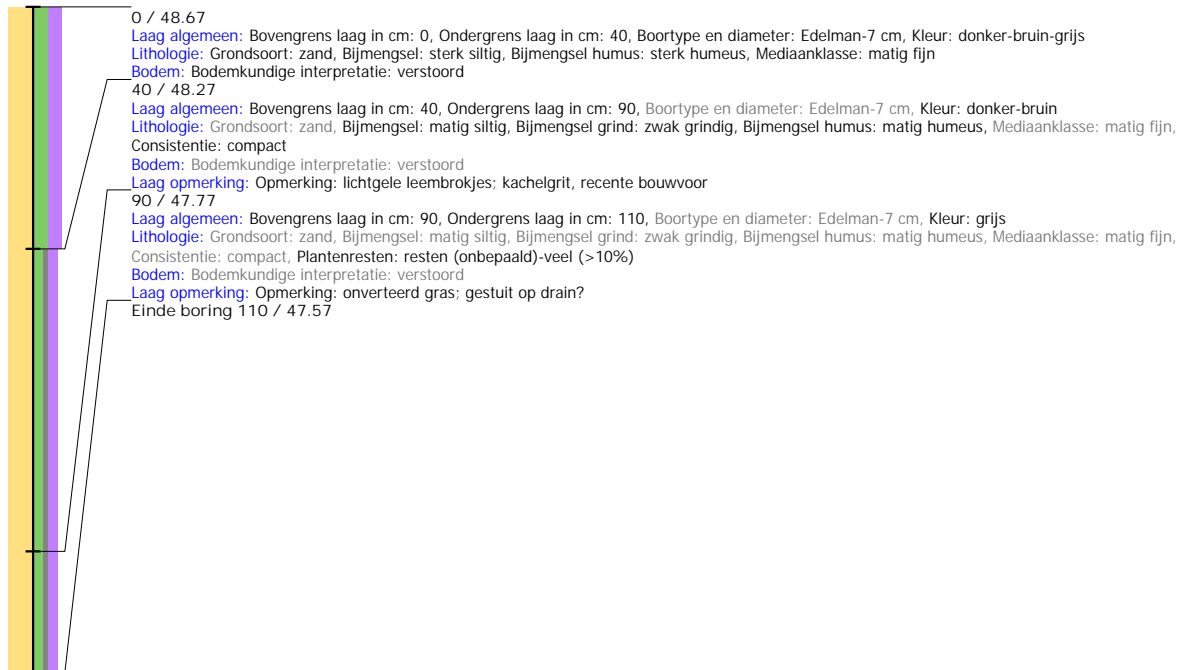 0 / 48.67
Laag algemeen: Bovengrens laag in cm: 0, Ondergrens laag in cm: 40, Boortype en diameter: Edelman-7 cm, Kleur: donker-bruin-grijs
Lithologie: Grondsoort: zand, Bijmengsel: sterk siltig, Bijmengsel humus: sterk humeus, Mediaanklasse: matig fijn
Bodem: Bodemkundige interpretatie: verstoord
40 / 48.27
Laag algemeen: Bovengrens laag in cm: 40, Ondergrens laag in cm: 90, Boortype en diameter: Edelman-7 cm, Kleur: donker-bruin
Lithologie: Grondsoort: zand, Bijmengsel: matig siltig, Bijmengsel grind: zwak grindig, Bijmengsel humus: matig humeus, Mediaanklasse: matig fijn,
Consistentie: compact
Bodem: Bodemkundige interpretatie: verstoord
Laag opmerking: Opmerking: lichtgele leembrokjes; kachelgrit, recente bouwvoor
90 / 47.77
Laag algemeen: Bovengrens laag in cm: 90, Ondergrens laag in cm: 110, Boortype en diameter: Edelman-7 cm, Kleur: grijs
Lithologie: Grondsoort: zand, Bijmengsel: matig siltig, Bijmengsel grind: zwak grindig, Bijmengsel humus: matig humeus, Mediaanklasse: matig fijn,
Consistentie: compact, Plantenresten: resten (onbepaald)-veel (>10%)
Bodem: Bodemkundige interpretatie: verstoord
Laag opmerking: Opmerking: onverteerd gras; gestuit op drain?
Einde boring 110 / 47.57